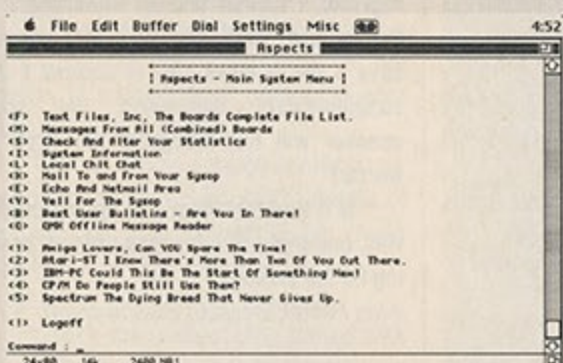 File Edit Buffer Dial Settings Misc
4:52
Aspects
Aspects - Main System Menu
<F> Text Files, Inc, The Boards Complete File List.
<M> Messages From All (Combined) Boards
<S> Check And Alter Your Statistics
<I> System Information
<L> Local Chit Chat
Mail To and From Your Sysop
<E> Echo And Netmail Area
<Y> Yell For The Sysop
<B> Best User Bulletins - Are You In There!
<Q> QMX Offline Message Reader
<1> Amiga Lovers, Can YOU Spare The Time!
<2> Atari-ST I Know There's More Than Two Of You Out There.
<3> IBM-PC Could This Be The Start Of Something New!
<4> CP/M Do People Still Use Them?
<5> Spectrum The Dying Breed That Never Gives Up.
<!> Logoff
Command : _
24×80 16k 2400 N81